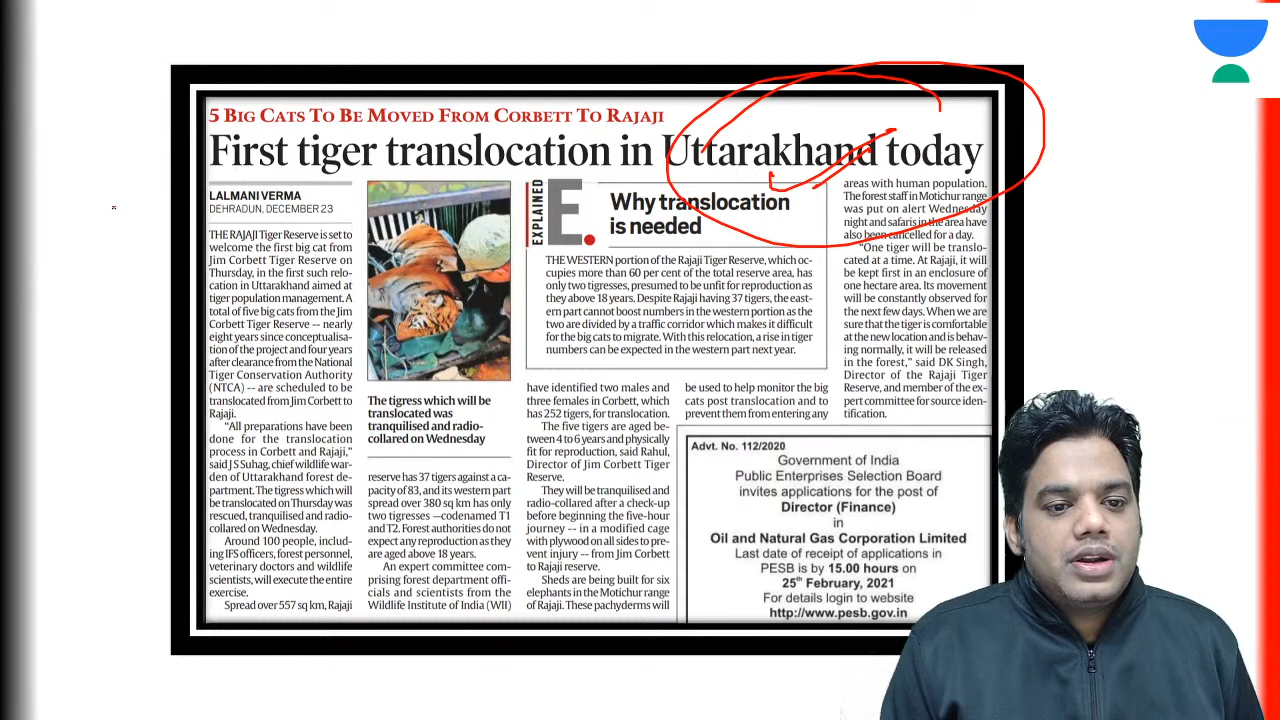 5 BIG CATS TO BE MOVED FROM CORBETT TO RAJAJI
First tiger translocation in Uttarakhand today
LALMANI VERMA
DEHRADUN, DECEMBER 23
THE RAJAJI Tiger Reserve is set to
welcome the first big cat from
Jim Corbett Tiger Reserve on
Thursday, in the first such relo-
cation in Uttarakhand aimed at
tiger population management. A
total of five big cats from the Jim
Corbett Tiger Reserve -- nearly
eight years since conceptualisa-
tion of the project and four years
after clearance from the National
Tiger Conservation Authority
(NTCA) -- are scheduled to be
translocated from Jim Corbett to
Rajaji.
“All preparations have been
done for the translocation
process in Corbett and Rajaji,”
said J S Suhag, chief wildlife war-
den of Uttarakhand forest de-
partment. The tigress which will
be translocated on Thursday was
rescued, tranquilised and radio-
collared on Wednesday.
Around 100 people, includ-
ing IFS officers, forest personnel,
veterinary doctors and wildlife
scientists, will execute the entire
exercise.
Spread over 557 sq km, Rajaji
The tigress which will be
translocated was
tranquilised and radio-
collared on Wednesday
reserve has 37 tigers against a ca-
pacity of 83, and its western part
spread over 380 sq km has only
two tigresses —codenamed T1
and T2. Forest authorities do not
expect any reproduction as they
are aged above 18 years.
An expert committee com-
prising forest department offi-
cials and scientists from the
Wildlife Institute of India (WII)
EXPLAINED
E.
Why translocation
is needed
THE WESTERN portion of the Rajaji Tiger Reserve, which oc-
cupies more than 60 per cent of the total reserve area, has
only two tigresses, presumed to be unfit for reproduction as
they above 18 years. Despite Rajaji having 37 tigers, the east-
ern part cannot boost numbers in the western portion as the
two are divided by a traffic corridor which makes it difficult
for the big cats to migrate. With this relocation, a rise in tiger
numbers can be expected in the western part next year.
have identified two males and
three females in Corbett, which
has 252 tigers, for translocation.
The five tigers are aged be-
tween 4 to 6 years and physically
fit for reproduction, said Rahul,
Director of Jim Corbett Tiger
Reserve.
They will be tranquilised and
radio-collared after a check-up
before beginning the five-hour
journey -- in a modified cage
with plywood on all sides to pre-
vent injury -- from Jim Corbett
to Rajaji reserve.
Sheds are being built for six
elephants in the Motichur range
of Rajaji. These pachyderms will
be used to help monitor the big
cats post translocation and to
prevent them from entering any
areas with human population.
The forest staff in Motichur range
was put on alert Wednesday
night and safaris in the area have
also been cancelled for a day.
“One tiger will be translo-
cated at a time. At Rajaji, it will
be kept first in an enclosure of
one hectare area. Its movement
will be constantly observed for
the next few days. When we are
sure that the tiger is comfortable
at the new location and is behav-
ing normally, it will be released
in the forest,” said DK Singh,
Director of the Rajaji Tiger
Reserve, and member of the ex-
pert committee for source iden-
tification.
Advt. No. 112/2020
Government of India
Public Enterprises Selection Board
invites applications for the post of
Director (Finance)
in
Oil and Natural Gas Corporation Limited
Last date of receipt of applications in
PESB is by 15.00 hours on
25th February, 2021
For details login to website
http://www.pesb.gov.in